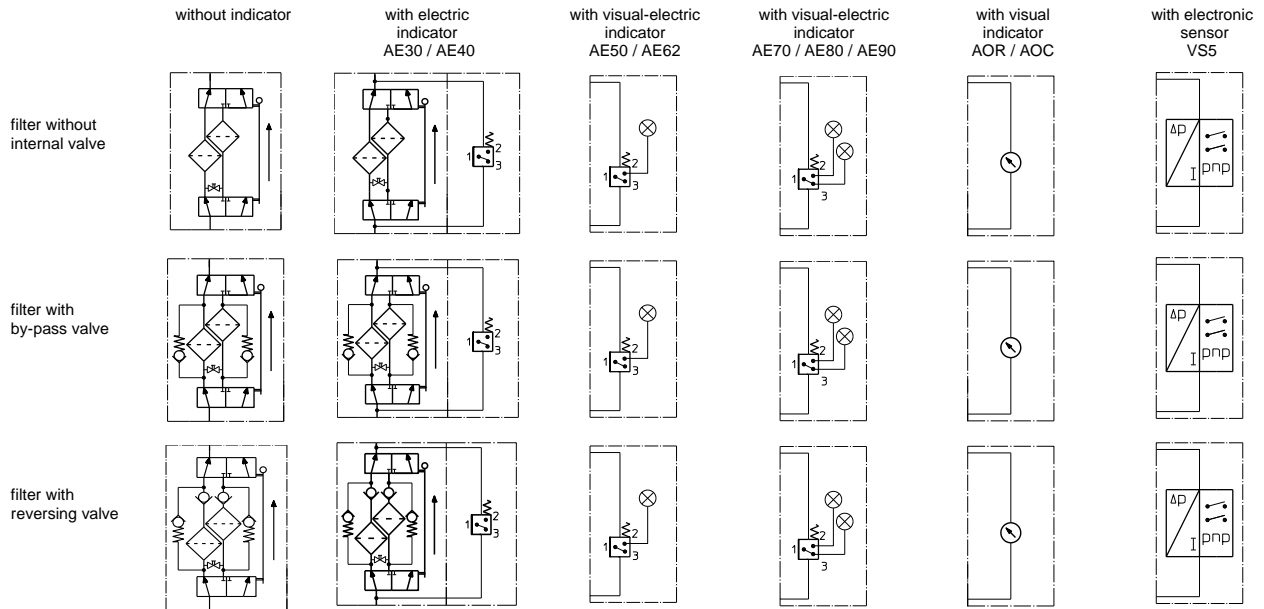 without indicator
with electric
indicator
AE30 / AE40
with visual-electric
indicator
AE50 / AE62
with visual-electric
indicator
AE70 / AE80 / AE90
with visual
indicator
AOR / AOC
with electronic
sensor
VS5
filter without
internal valve
1 2
3
1 2
3
1 2
3
Δp
I pnp
filter with
by-pass valve
1 2
3
1 2
3
1 2
3
Δp
I pnp
filter with
reversing valve
1 2
3
1 2
3
1 2
3
Δp
I pnp